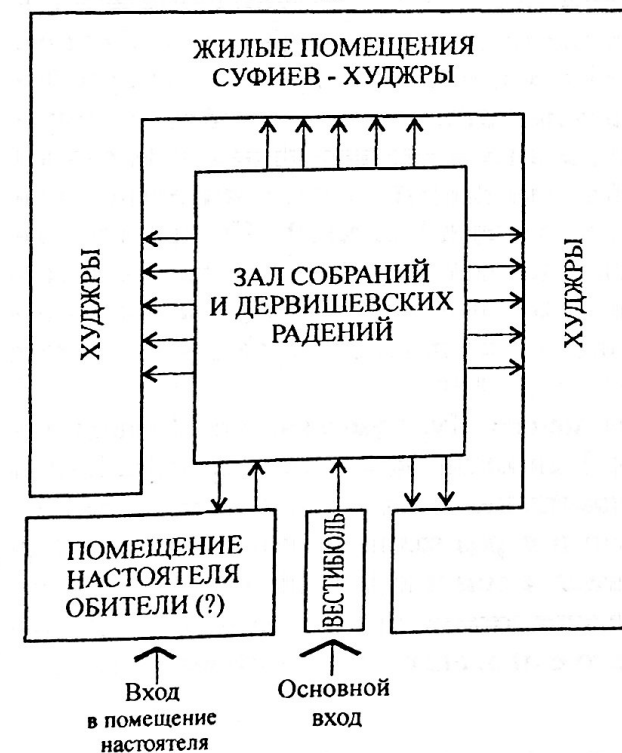 ЖИЛЫЕ ПОМЕЩЕНИЯ
СУФИЕВ - ХУДЖРЫ
ХУДЖРЫ
ЗАЛ СОБРАНИЙ
И ДЕРВИШЕВСКИХ
РАДЕНИЙ
ХУДЖРЫ
ПОМЕЩЕНИЕ
НАСТОЯТЕЛЯ
ОБИТЕЛИ (?)
ВЕСТИБЮЛЬ
Вход
в помещение
настоятеля
Основной
вход